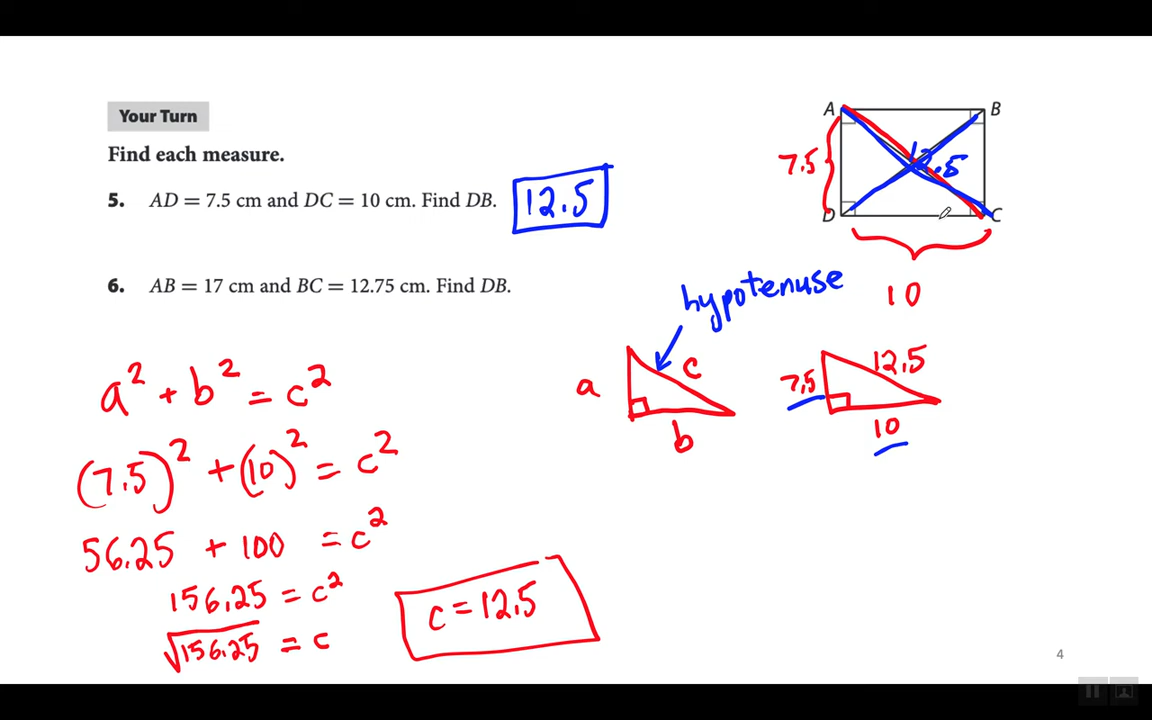 Your Turn
Find each measure.
5. AD = 7.5 cm and DC = 10 cm. Find DB.
12.5
6. AB = 17 cm and BC = 12.75 cm. Find DB.
A
B
7.5
12.5
D
C
10
hypotenuse
a
c
b
7.5
12.5
10
a² + b² = c²
(7.5)² + (10)² = c²
56.25 + 100 = c²
156.25 = c²
√156.25 = c
c = 12.5
4